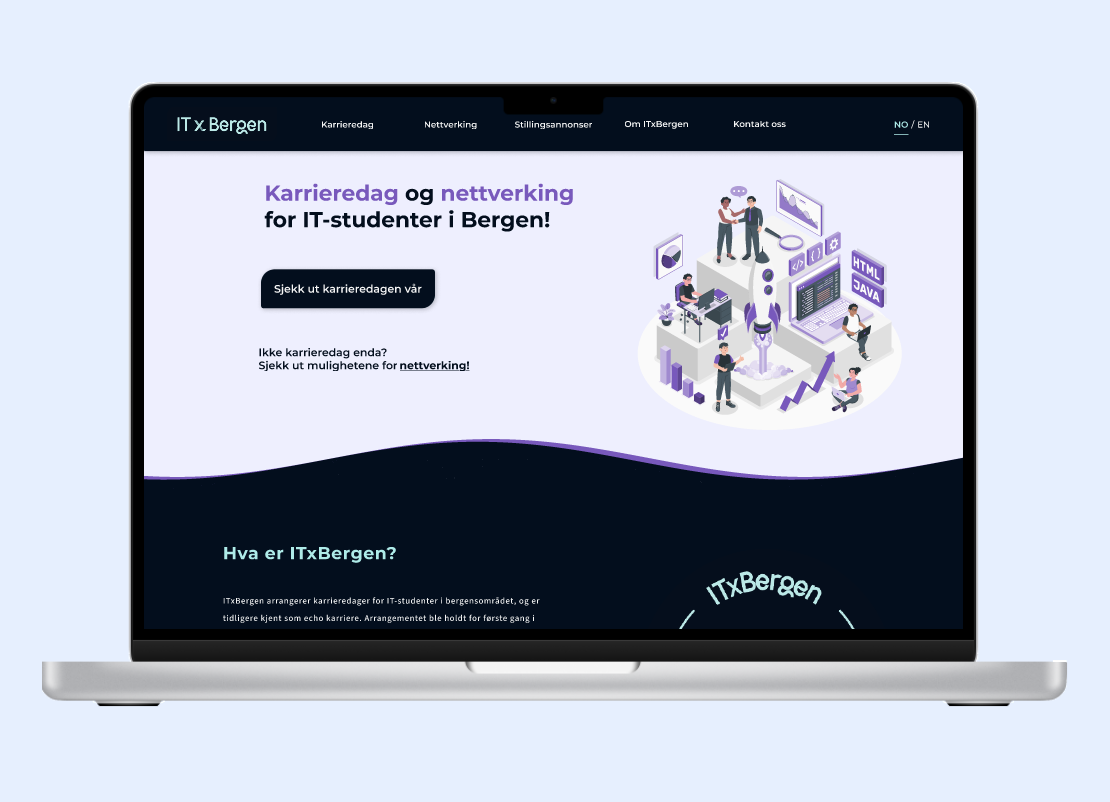 IT x Bergen
Karrieredag
Nettverking
Stillingsannonser
Om ITxBergen
Kontakt oss
NO / EN
Karrieredag og nettverking
for IT-studenter i Bergen!
Sjekk ut karrieredagen vår
Ikke karrieredag enda?
Sjekk ut mulighetene for nettverking!
</>
{ }
HTML
JAVA
Hva er ITxBergen?
ITxBergen arrangerer karrieredager for IT-studenter i bergensområdet, og er
tidligere kjent som echo karriere. Arrangementet ble holdt for første gang i
ITxBergen